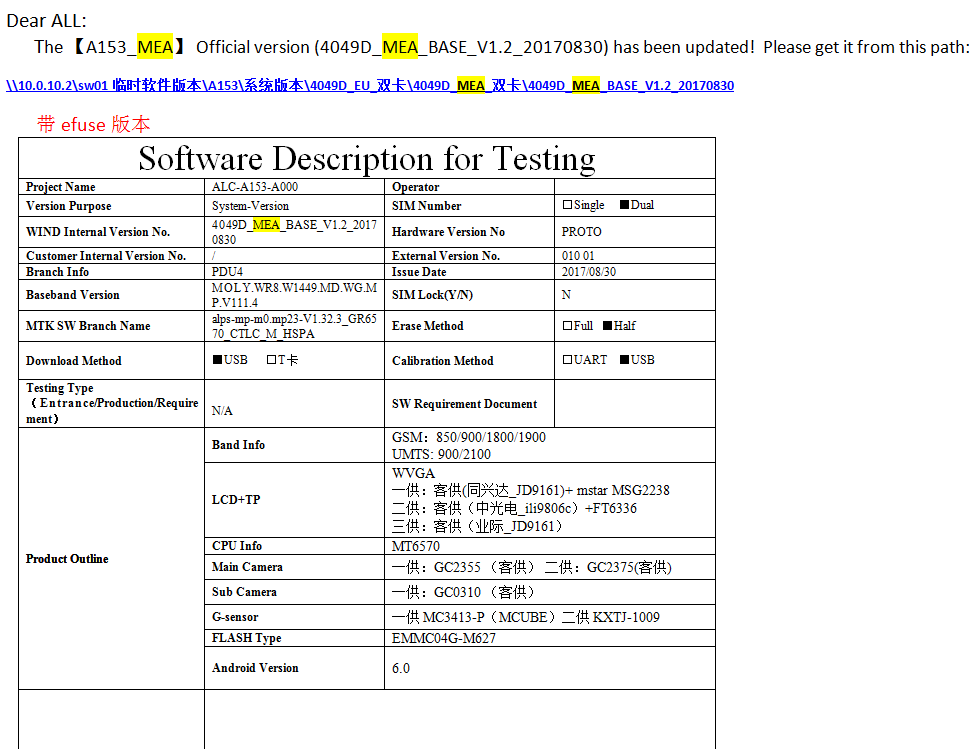 Dear ALL:
The 【A153_MEA】 Official version (4049D_MEA_BASE_V1.2_20170830) has been updated! Please get it from this path:
\\10.0.10.2\sw01 临时软件版本\A153\系统版本\4049D_EU_双卡\4049D_MEA_双卡\4049D_MEA_BASE_V1.2_20170830
带 efuse 版本
Software Description for Testing
Project Name ALC-A153-A000 Operator
Version Purpose System-Version SIM Number □Single ■Dual
WIND Internal Version No. 4049D_MEA_BASE_V1.2_2017
0830 Hardware Version No PROTO
Customer Internal Version No. / External Version No. 010 01
Branch Info PDU4 Issue Date 2017/08/30
Baseband Version MOLY.WR8.W1449.MD.WG.M
P.V111.4 SIM Lock(Y/N) N
MTK SW Branch Name alps-mp-m0.mp23-V1.32.3_GR65
70_CTLC_M_HSPA Erase Method □Full ■Half
Download Method ■USB □T卡 Calibration Method □UART ■USB
Testing Type
（Entrance/Production/Require
ment） N/A SW Requirement Document
Product Outline
Band Info GSM：850/900/1800/1900
UMTS: 900/2100
LCD+TP WVGA
一供：客供(同兴达_JD9161)+ mstar MSG2238
二供：客供（中光电_ili9806c）+FT6336
三供：客供（业际_JD9161）
CPU Info MT6570
Main Camera 一供：GC2355 （客供） 二供：GC2375(客供)
Sub Camera 一供：GC0310 （客供）
G-sensor 一供 MC3413-P（MCUBE）二供 KXTJ-1009
FLASH Type EMMC04G-M627
Android Version 6.0